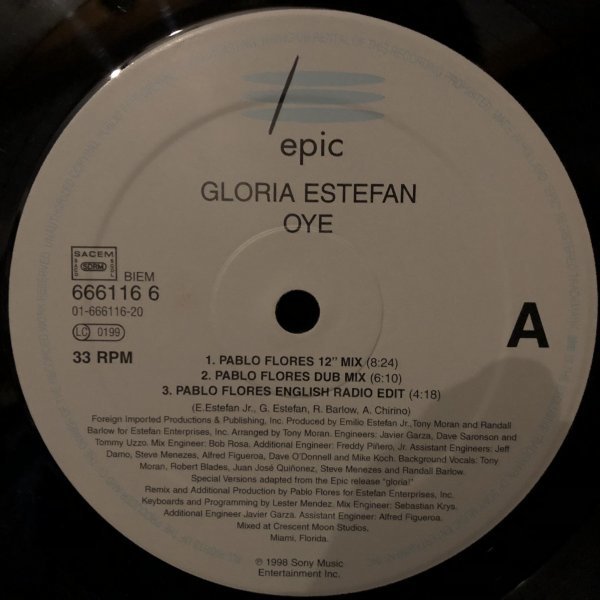 epic
GLORIA ESTEFAN
OYE
SACEM
SDRM
BIEM
666116 6
01-666116-20
LC 0199
33 RPM
A
1. PABLO FLORES 12" MIX (8:24)
2. PABLO FLORES DUB MIX (6:10)
3. PABLO FLORES ENGLISH RADIO EDIT (4:18)
(E.Estefan Jr., G. Estefan, R. Barlow, A. Chirino)
Foreign Imported Productions & Publishing, Inc. Produced by Emilio Estefan Jr.,Tony Moran and Randall
Barlow for Estefan Enterprises, Inc. Arranged by Tony Moran. Engineers: Javier Garza, Dave Saronson and
Tommy Uzzo. Mix Engineer: Bob Rosa. Additional Engineer: Freddy Piñero, Jr. Assistant Engineers: Jeff
Damo, Steve Menezes, Alfred Figueroa, Dave O'Donnell and Mike Koch. Background Vocals: Tony
Moran, Robert Blades, Juan José Quiñonez, Steve Menezes and Randall Barlow.
Special Versions adapted from the Epic release "gloria!"
Remix and Additional Production by Pablo Flores for Estefan Enterprises, Inc.
Keyboards and Programming by Lester Mendez. Mix Engineer: Sebastian Krys.
Additional Engineer Javier Garza. Assistant Engineer: Alfred Figueroa.
Mixed at Crescent Moon Studios,
Miami, Florida.
℗ 1998 Sony Music
Entertainment Inc.